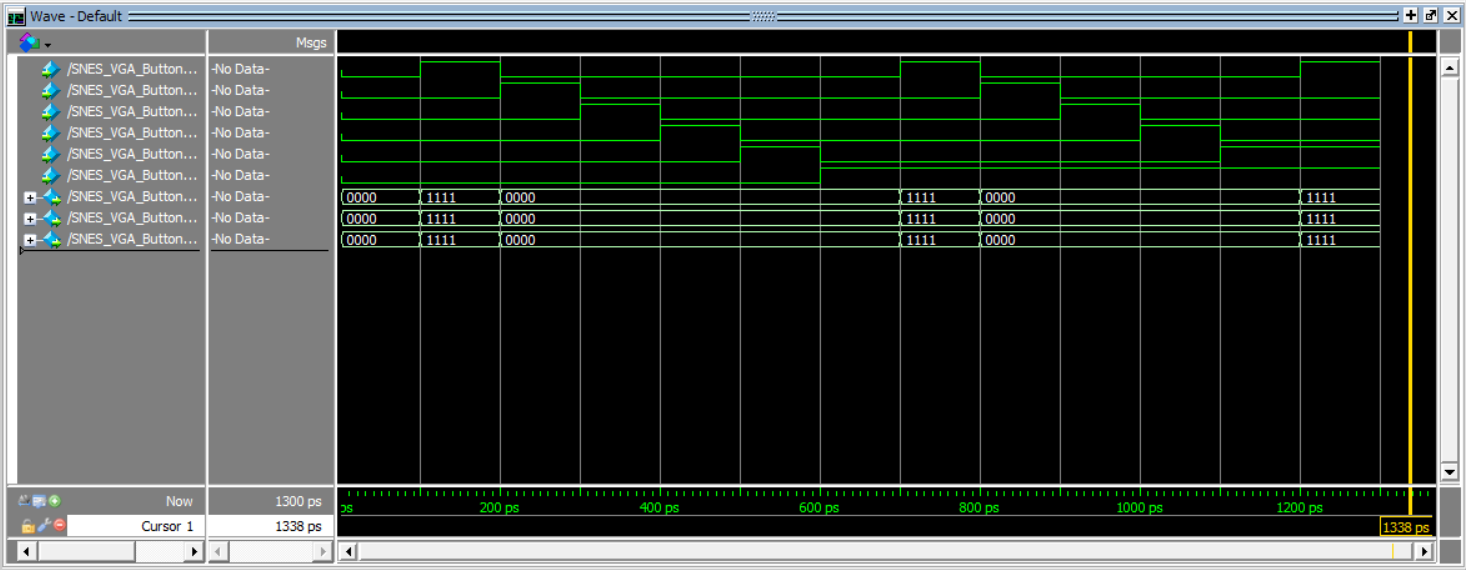 Wave - Default
Msgs
/SNES_VGA_Button... -No Data-
/SNES_VGA_Button... -No Data-
/SNES_VGA_Button... -No Data-
/SNES_VGA_Button... -No Data-
/SNES_VGA_Button... -No Data-
/SNES_VGA_Button... -No Data-
/SNES_VGA_Button... -No Data- 0000 1111 0000 1111 0000 1111
/SNES_VGA_Button... -No Data- 0000 1111 0000 1111 0000 1111
/SNES_VGA_Button... -No Data- 0000 1111 0000 1111 0000 1111
Now 1300 ps ps 200 ps 400 ps 600 ps 800 ps 1000 ps 1200 ps
Cursor 1 1338 ps 1338 ps